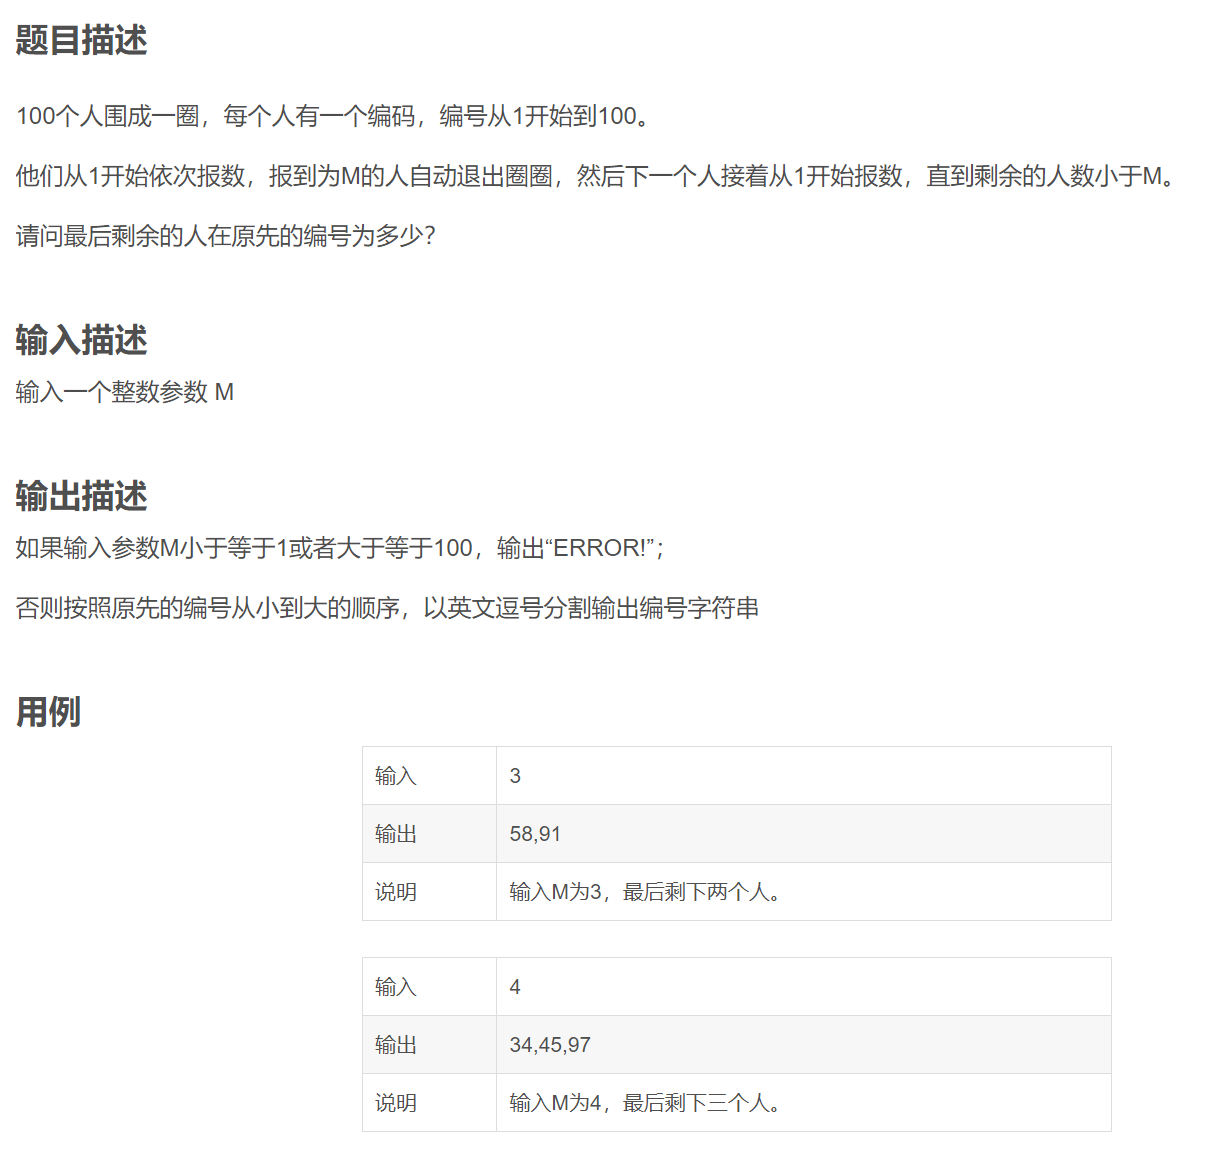 题目描述
100个人围成一圈，每个人有一个编码，编号从1开始到100。
他们从1开始依次报数，报到为M的人自动退出圈圈，然后下一个人接着从1开始报数，直到剩余的人数小于M。
请问最后剩余的人在原先的编号为多少？
输入描述
输入一个整数参数 M
输出描述
如果输入参数M小于等于1或者大于等于100，输出“ERROR!”；
否则按照原先的编号从小到大的顺序，以英文逗号分割输出编号字符串
用例
输入 3
输出 58,91
说明 输入M为3，最后剩下两个人。
输入 4
输出 34,45,97
说明 输入M为4，最后剩下三个人。